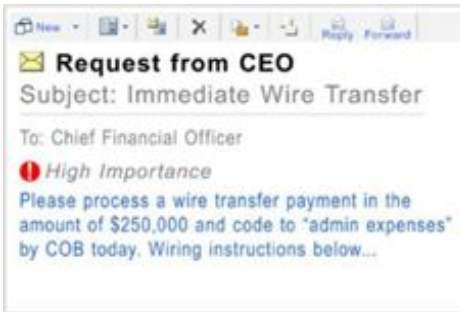 New
Reply Forward
Request from CEO
Subject: Immediate Wire Transfer
To: Chief Financial Officer
High Importance
Please process a wire transfer payment in the
amount of $250,000 and code to "admin expenses"
by COB today. Wiring instructions below...